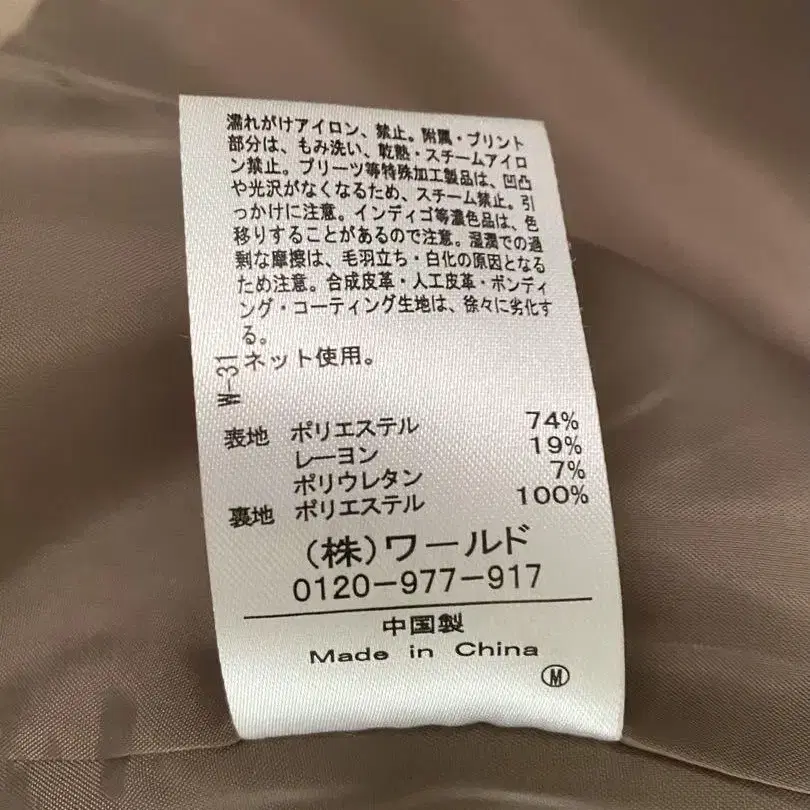 濡れがけアイロン、禁止。附属・プリント
部分は、もみ洗い、乾熱・スチームアイロ
ン禁止。プリーツ等特殊加工製品は、凹凸
や光沢がなくなるため、スチーム禁止。引
っかけに注意。インディゴ等濃色品は、色
移りすることがあるので注意。湿潤での過
剰な摩擦は、毛羽立ち・白化の原因となる
ため注意。合成皮革・人工皮革・ボンディ
ング・コーティング生地は、徐々に劣化す
る。
ネット使用。
W-31
表地 ポリエステル 74%
レーヨン 19%
ポリウレタン 7%
裏地 ポリエステル 100%
(株)ワールド
0120-977-917
中国製
Made in China
M